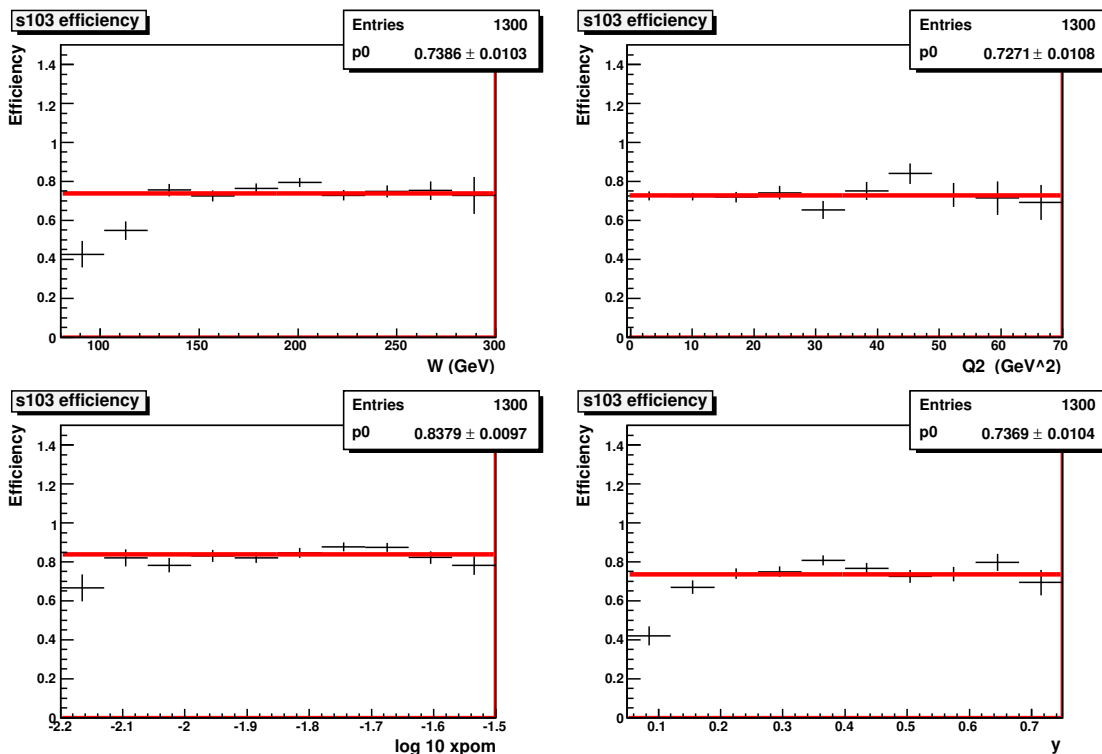 s103 efficiency
Entries 1300
p0 0.7386 ± 0.0103
Efficiency
1.4
1.2
1
0.8
0.6
0.4
0.2
0
100 150 200 250 300
W (GeV)
s103 efficiency
Entries 1300
p0 0.7271 ± 0.0108
Efficiency
1.4
1.2
1
0.8
0.6
0.4
0.2
0
0 10 20 30 40 50 60 70
Q2 (GeV^2)
s103 efficiency
Entries 1300
p0 0.8379 ± 0.0097
Efficiency
1.4
1.2
1
0.8
0.6
0.4
0.2
0
-2.2 -2.1 -2 -1.9 -1.8 -1.7 -1.6 -1.5
log 10 xpom
s103 efficiency
Entries 1300
p0 0.7369 ± 0.0104
Efficiency
1.4
1.2
1
0.8
0.6
0.4
0.2
0
0.1 0.2 0.3 0.4 0.5 0.6 0.7
y